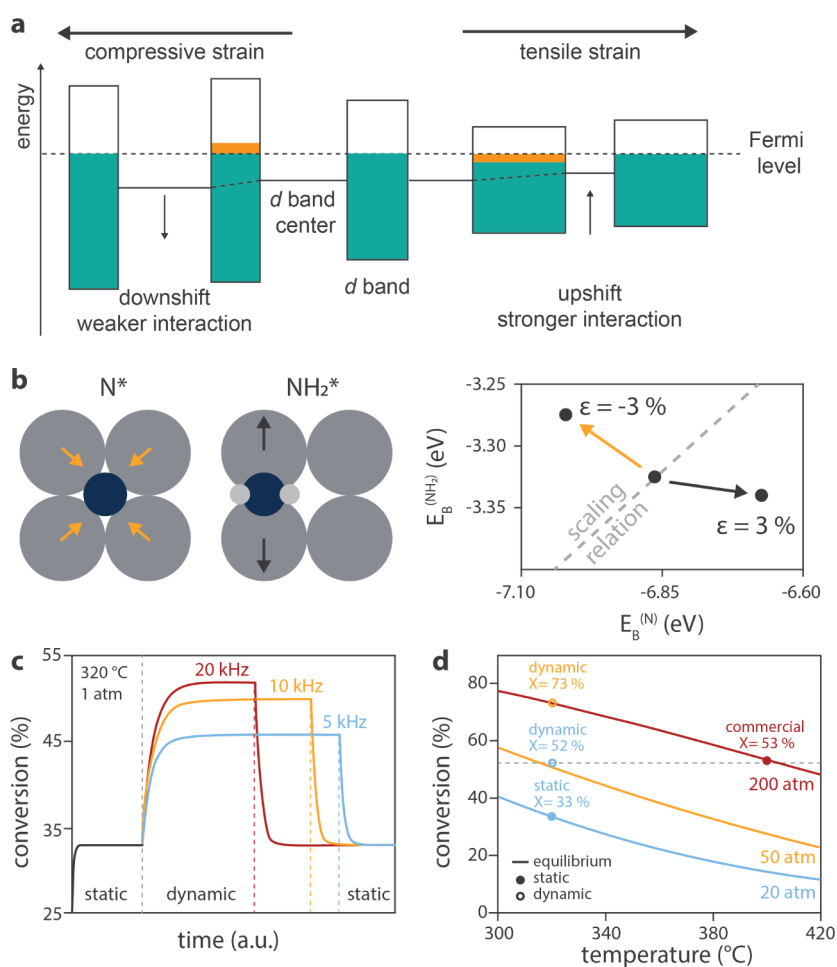 a
compressive strain
tensile strain
energy
Fermi
level
d band
center
d band
downshift
weaker interaction
upshift
stronger interaction
b
N*
NH₂*
-3.25
-3.30
-3.35
E_B^(NH₂) (eV)
ε = -3 %
ε = 3 %
scaling
relation
-7.10
-6.85
-6.60
E_B^(N) (eV)
c
55
45
35
25
conversion (%)
320 °C
1 atm
20 kHz
10 kHz
5 kHz
static
dynamic
static
time (a.u.)
d
80
60
40
20
0
conversion (%)
dynamic
X= 73 %
dynamic
X= 52 %
static
X= 33 %
commercial
X= 53 %
200 atm
50 atm
20 atm
equilibrium
static
dynamic
300
340
380
420
temperature (°C)